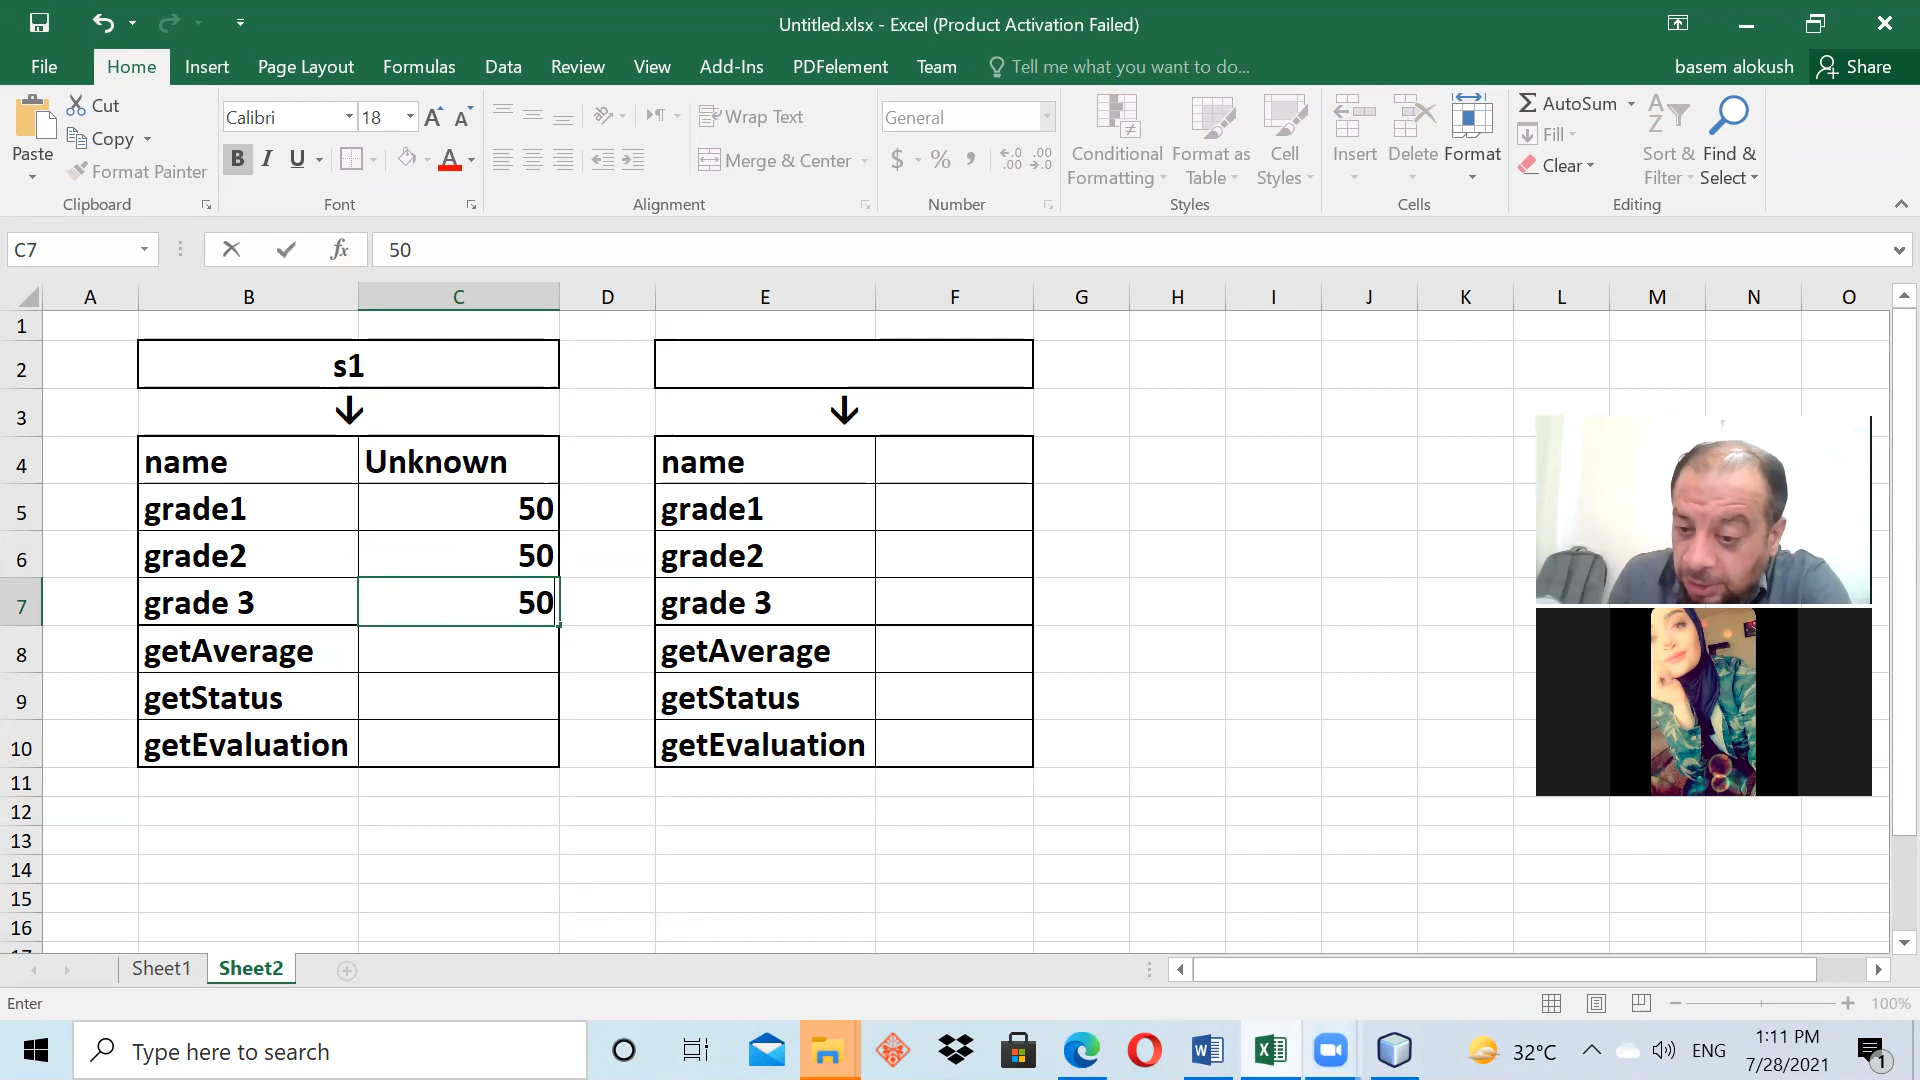 Untitled.xlsx - Excel (Product Activation Failed)
File Home Insert Page Layout Formulas Data Review View Add-Ins PDFelement Team Tell me what you want to do... basem alokush Share
Paste
Cut
Copy
Format Painter
Clipboard
Calibri 18
B I U A
Font
Wrap Text
Merge & Center
Alignment
General
$ % , .00 .0
Number
Conditional Formatting
Format as Table
Cell Styles
Styles
Insert Delete Format
Cells
AutoSum
Fill
Clear
Sort & Filter
Find & Select
Editing
C7 fx 50
A B C D E F G H I J K L M N O
1
2 s1
3
4 name Unknown name
5 grade1 50 grade1
6 grade2 50 grade2
7 grade 3 50 grade 3
8 getAverage getAverage
9 getStatus getStatus
10 getEvaluation getEvaluation
11
12
13
14
15
16
Sheet1 Sheet2
Enter 100%
Type here to search 32°C ENG 1:11 PM
7/28/2021 1